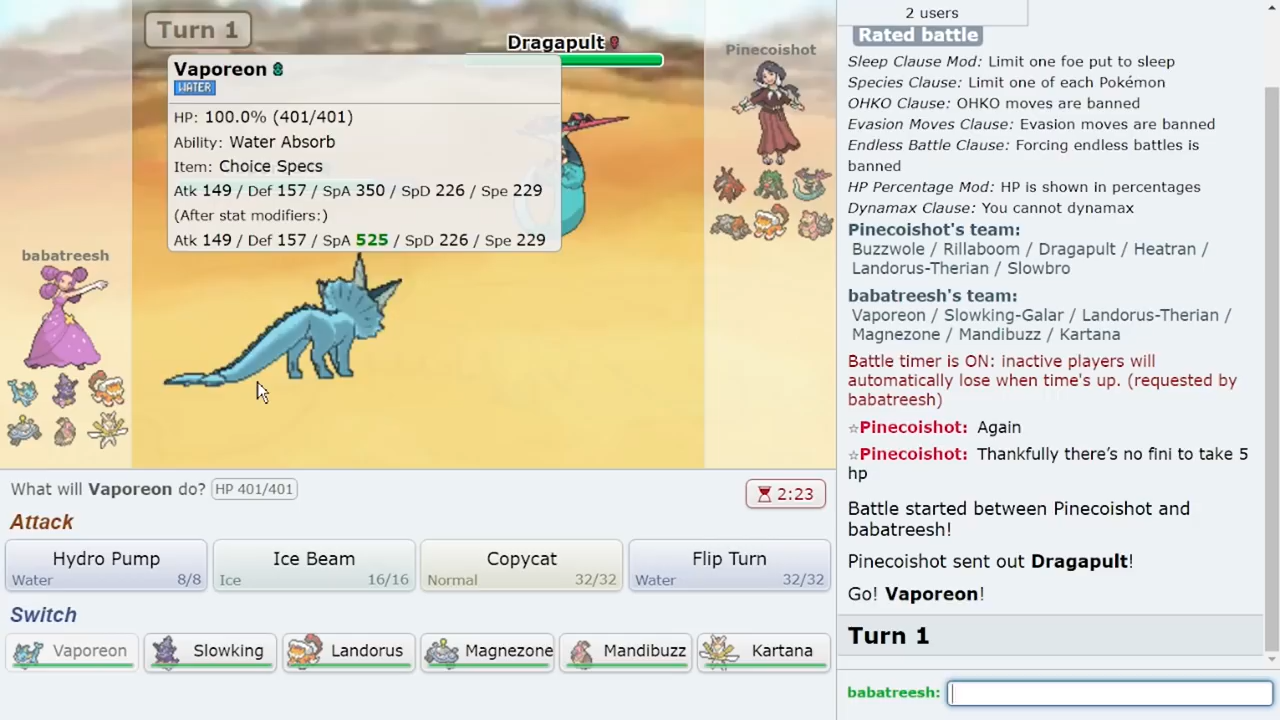 Turn 1
Dragapult
Vaporeon
WATER
HP: 100.0% (401/401)
Ability: Water Absorb
Item: Choice Specs
Atk 149 / Def 157 / SpA 350 / SpD 226 / Spe 229
(After stat modifiers:)
Atk 149 / Def 157 / SpA 525 / SpD 226 / Spe 229
babatreesh
Pinecoishot
What will Vaporeon do? HP 401/401
2:23
Attack
Hydro Pump
Water 8/8
Ice Beam
Ice 16/16
Copycat
Normal 32/32
Flip Turn
Water 32/32
Switch
Vaporeon
Slowking
Landorus
Magnezone
Mandibuzz
Kartana
2 users
Rated battle
Sleep Clause Mod: Limit one foe put to sleep
Species Clause: Limit one of each Pokémon
OHKO Clause: OHKO moves are banned
Evasion Moves Clause: Evasion moves are banned
Endless Battle Clause: Forcing endless battles is
banned
HP Percentage Mod: HP is shown in percentages
Dynamax Clause: You cannot dynamax
Pinecoishot's team:
Buzzwole / Rillaboom / Dragapult / Heatran /
Landorus-Therian / Slowbro
babatreesh's team:
Vaporeon / Slowking-Galar / Landorus-Therian /
Magnezone / Mandibuzz / Kartana
Battle timer is ON: inactive players will
automatically lose when time's up. (requested by
babatreesh)
☆Pinecoishot: Again
☆Pinecoishot: Thankfully there's no fini to take 5
hp
Battle started between Pinecoishot and
babatreesh!
Pinecoishot sent out Dragapult!
Go! Vaporeon!
Turn 1
babatreesh: